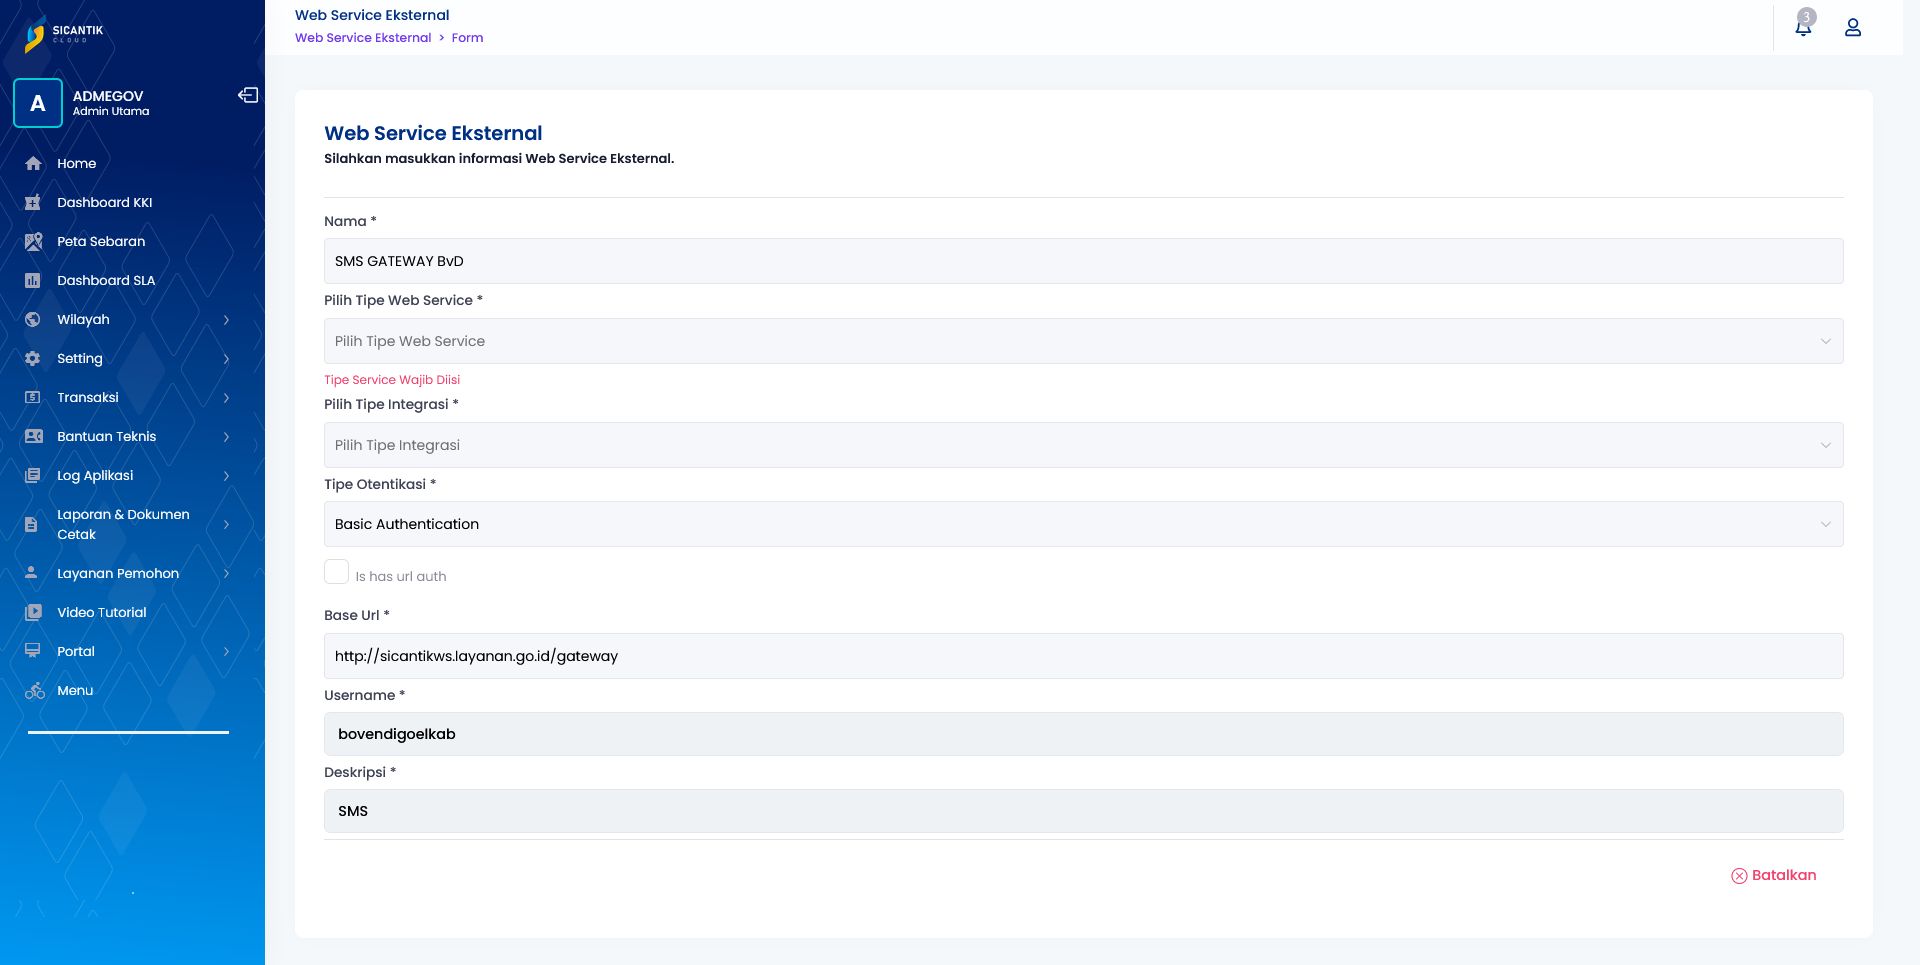 SICANTIK
CLOUD
A
ADMEGOV
Admin Utama
Home
Dashboard KKI
Peta Sebaran
Dashboard SLA
Wilayah
Setting
Transaksi
Bantuan Teknis
Log Aplikasi
Laporan & Dokumen
Cetak
Layanan Pemohon
Video Tutorial
Portal
Menu
Web Service Eksternal
Web Service Eksternal > Form
3
Web Service Eksternal
Silahkan masukkan informasi Web Service Eksternal.
Nama *
SMS GATEWAY BvD
Pilih Tipe Web Service *
Pilih Tipe Web Service
Tipe Service Wajib Diisi
Pilih Tipe Integrasi *
Pilih Tipe Integrasi
Tipe Otentikasi *
Basic Authentication
Is has url auth
Base Url *
http://sicantikws.layanan.go.id/gateway
Username *
bovendigoelkab
Deskripsi *
SMS
Batalkan